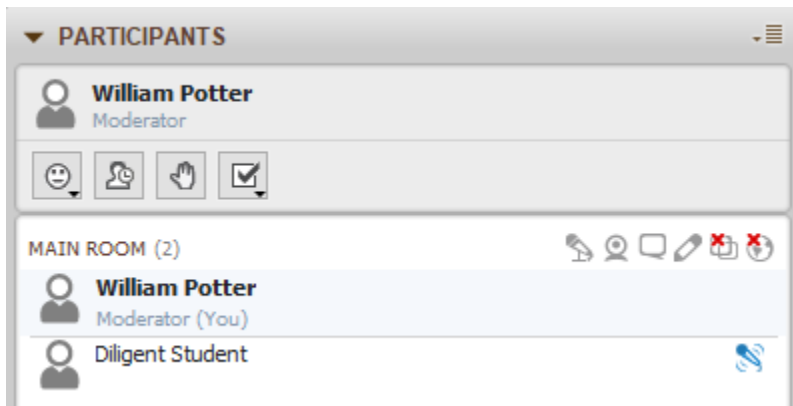 PARTICIPANTS
William Potter
Moderator
MAIN ROOM (2)
William Potter
Moderator (You)
Diligent Student